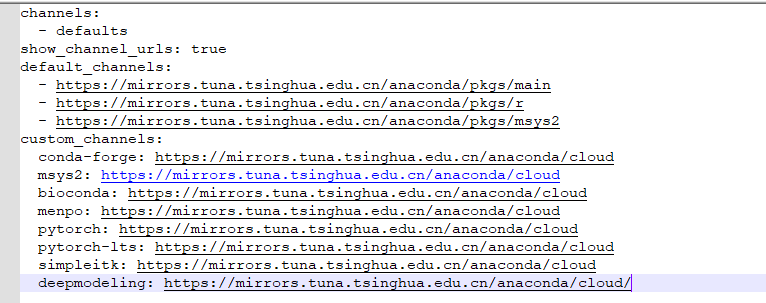 channels:
  - defaults
show_channel_urls: true
default_channels:
  - https://mirrors.tuna.tsinghua.edu.cn/anaconda/pkgs/main
  - https://mirrors.tuna.tsinghua.edu.cn/anaconda/pkgs/r
  - https://mirrors.tuna.tsinghua.edu.cn/anaconda/pkgs/msys2
custom_channels:
  conda-forge: https://mirrors.tuna.tsinghua.edu.cn/anaconda/cloud
  msys2: https://mirrors.tuna.tsinghua.edu.cn/anaconda/cloud
  bioconda: https://mirrors.tuna.tsinghua.edu.cn/anaconda/cloud
  menpo: https://mirrors.tuna.tsinghua.edu.cn/anaconda/cloud
  pytorch: https://mirrors.tuna.tsinghua.edu.cn/anaconda/cloud
  pytorch-lts: https://mirrors.tuna.tsinghua.edu.cn/anaconda/cloud
  simpleitk: https://mirrors.tuna.tsinghua.edu.cn/anaconda/cloud
  deepmodeling: https://mirrors.tuna.tsinghua.edu.cn/anaconda/cloud/